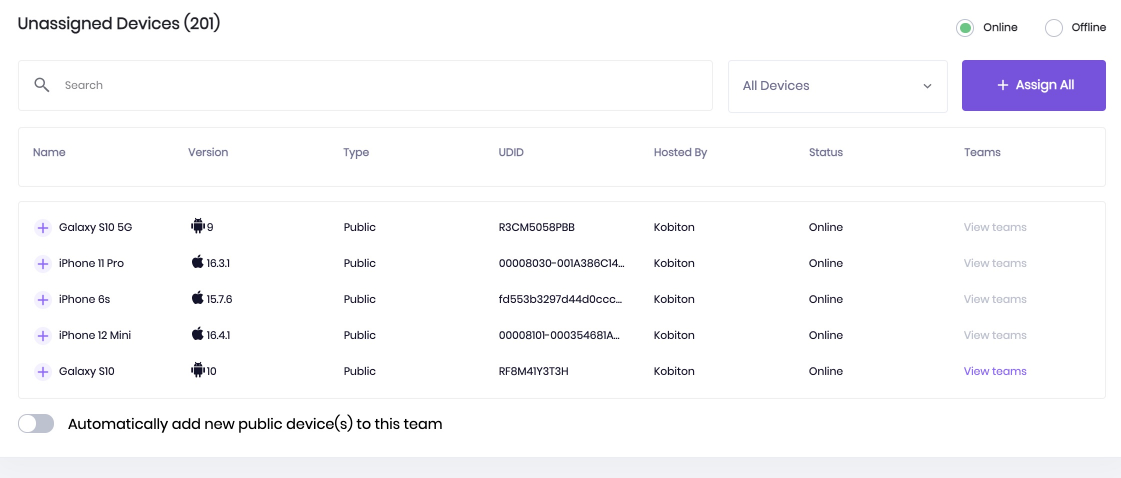 Unassigned Devices (201)
Online Offline
Search All Devices + Assign All
Name Version Type UDID Hosted By Status Teams
Galaxy S10 5G 9 Public R3CM5058PBB Kobiton Online View teams
iPhone 11 Pro 16.3.1 Public 00008030-001A386C14... Kobiton Online View teams
iPhone 6s 15.7.6 Public fd553b3297d44d0ccc... Kobiton Online View teams
iPhone 12 Mini 16.4.1 Public 00008101-000354681A... Kobiton Online View teams
Galaxy S10 10 Public RF8M41Y3T3H Kobiton Online View teams
Automatically add new public device(s) to this team